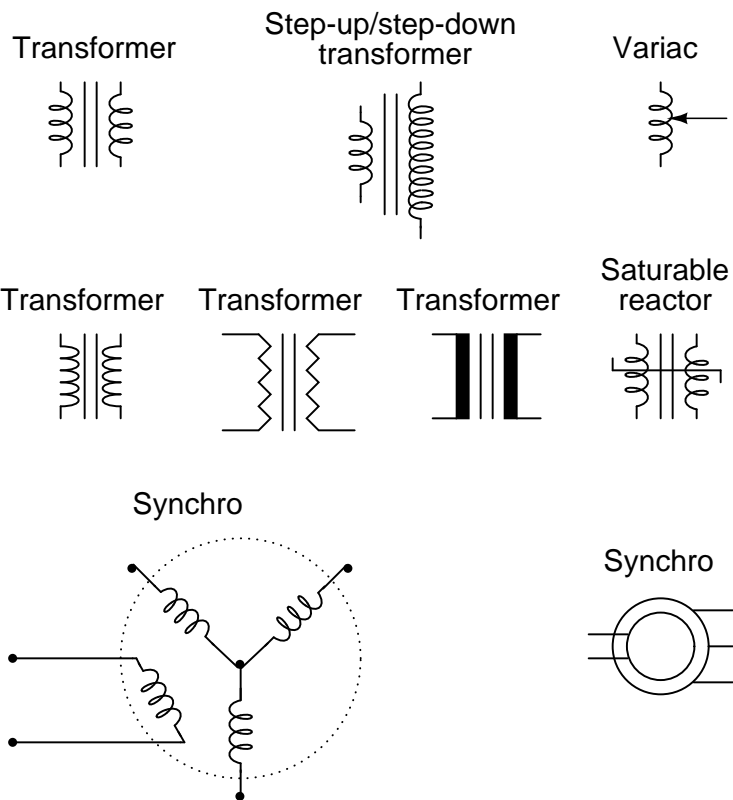 Transformer
Step-up/step-down
transformer
Variac
Transformer
Transformer
Transformer
Saturable
reactor
Synchro
Synchro